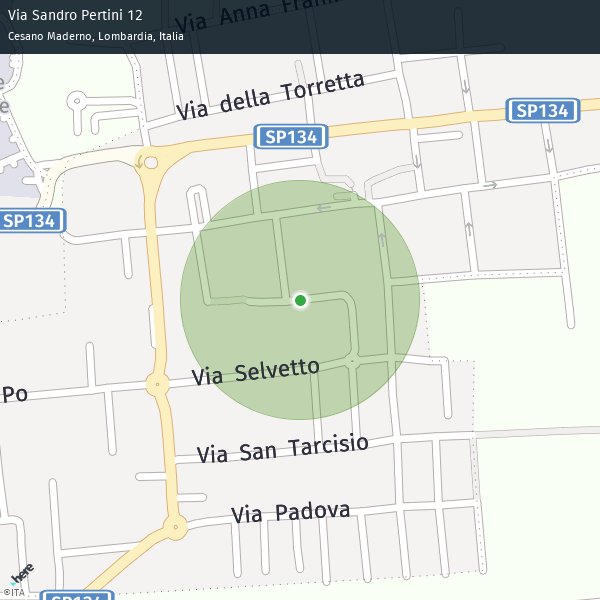 Via Sandro Pertini 12
Cesano Maderno, Lombardia, Italia
Via Anna
Via della Torretta
SP134
SP134
SP134
Via Selvetto
Po
Via San Tarcisio
Via Padova
here
©ITA
SP134